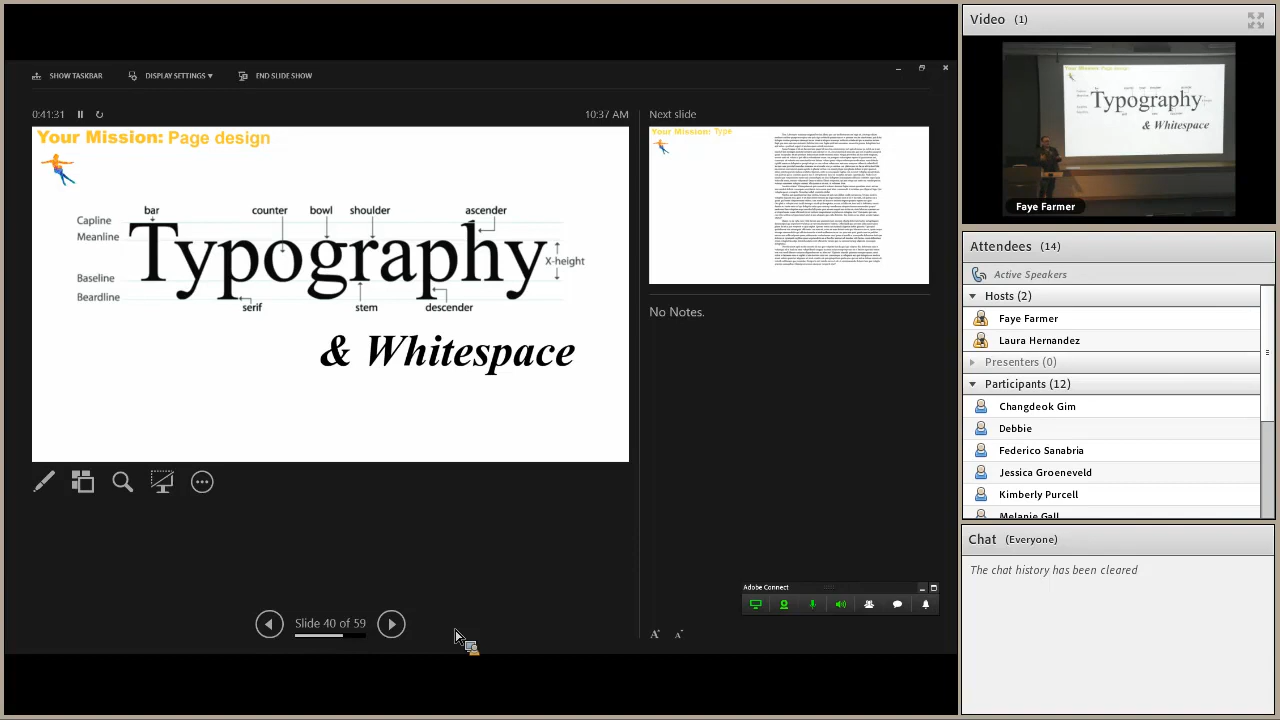 SHOW TASKBAR
DISPLAY SETTINGS ▾
END SLIDE SHOW
0:41:31
10:37 AM
Your Mission: Page design
Capline
Meanline
Baseline
Beardline
bar
counter
bowl
shoulder
ascender
Typography
X-height
serif
stem
descender
& Whitespace
Slide 40 of 59
Next slide
Your Mission: Type
No Notes.
A
A
Adobe Connect
Video (1)
Your Mission: Page design
Typography
& Whitespace
Faye Farmer
Attendees (14)
Active Speakers
Hosts (2)
Faye Farmer
Laura Hernandez
Presenters (0)
Participants (12)
Changdeok Gim
Debbie
Federico Sanabria
Jessica Groeneveld
Kimberly Purcell
Melanie Gall
Chat (Everyone)
The chat history has been cleared